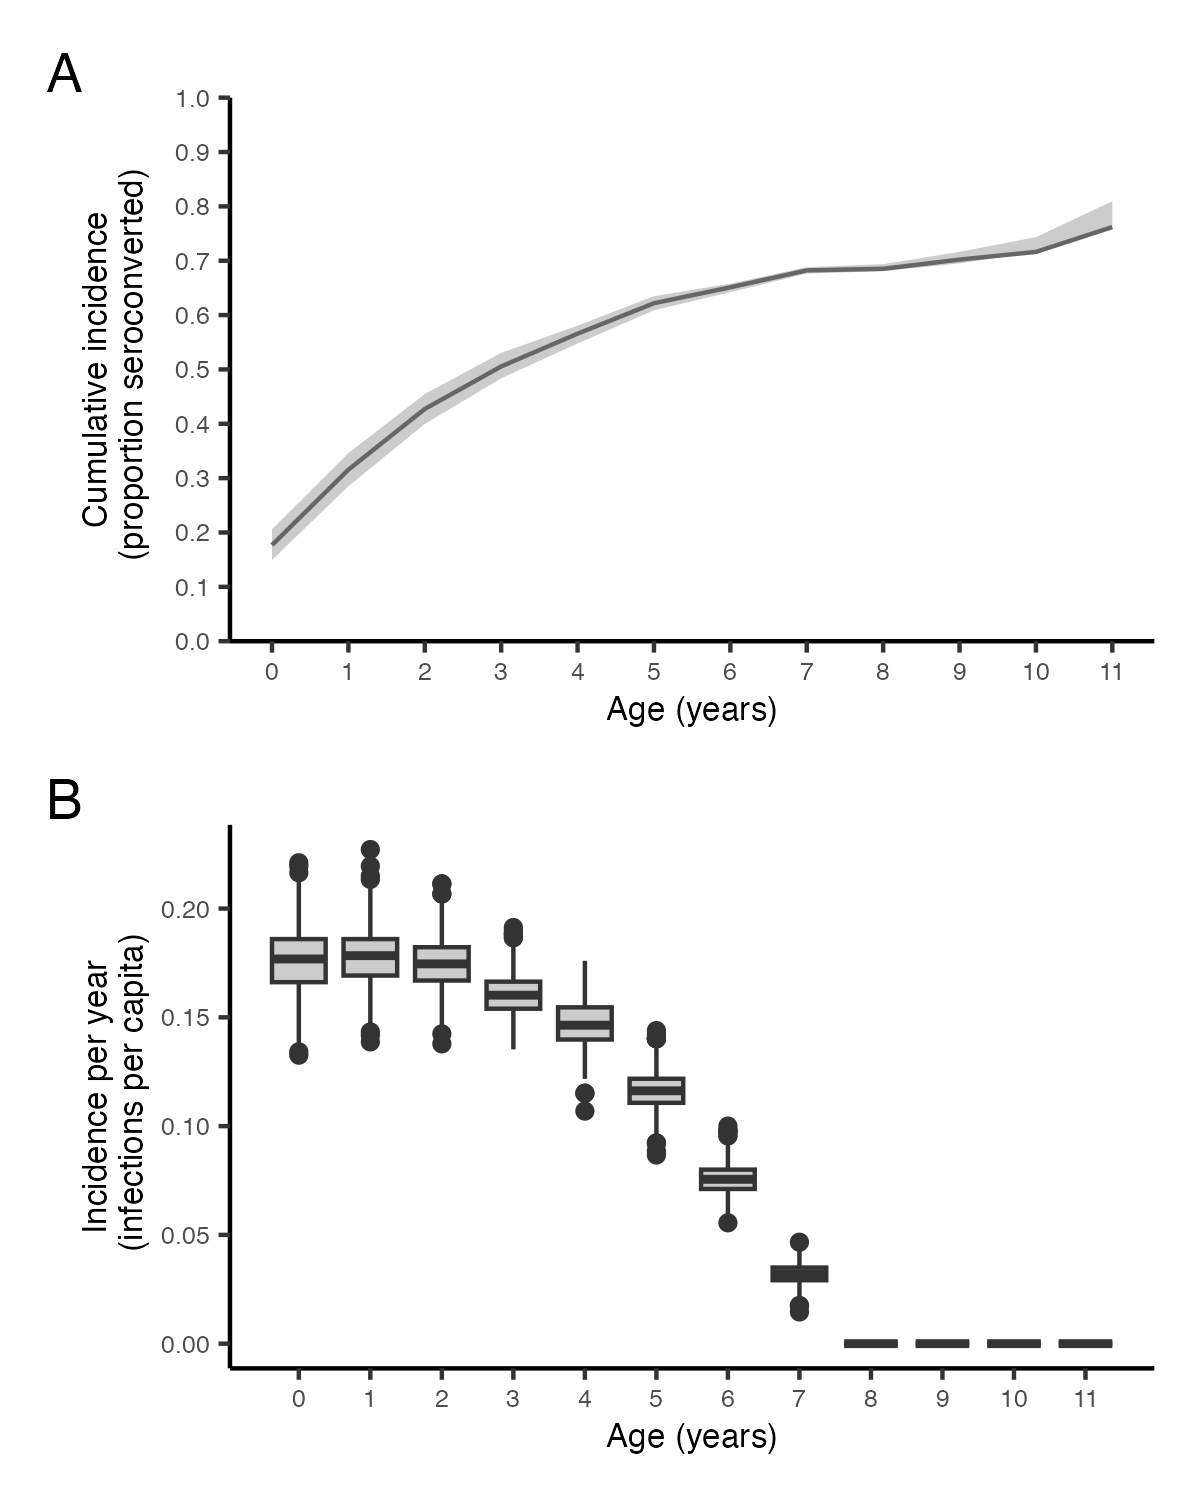 A
Cumulative incidence
(proportion seroconverted)
1.0
0.9
0.8
0.7
0.6
0.5
0.4
0.3
0.2
0.1
0.0
0 1 2 3 4 5 6 7 8 9 10 11
Age (years)
B
Incidence per year
(infections per capita)
0.20
0.15
0.10
0.05
0.00
0 1 2 3 4 5 6 7 8 9 10 11
Age (years)